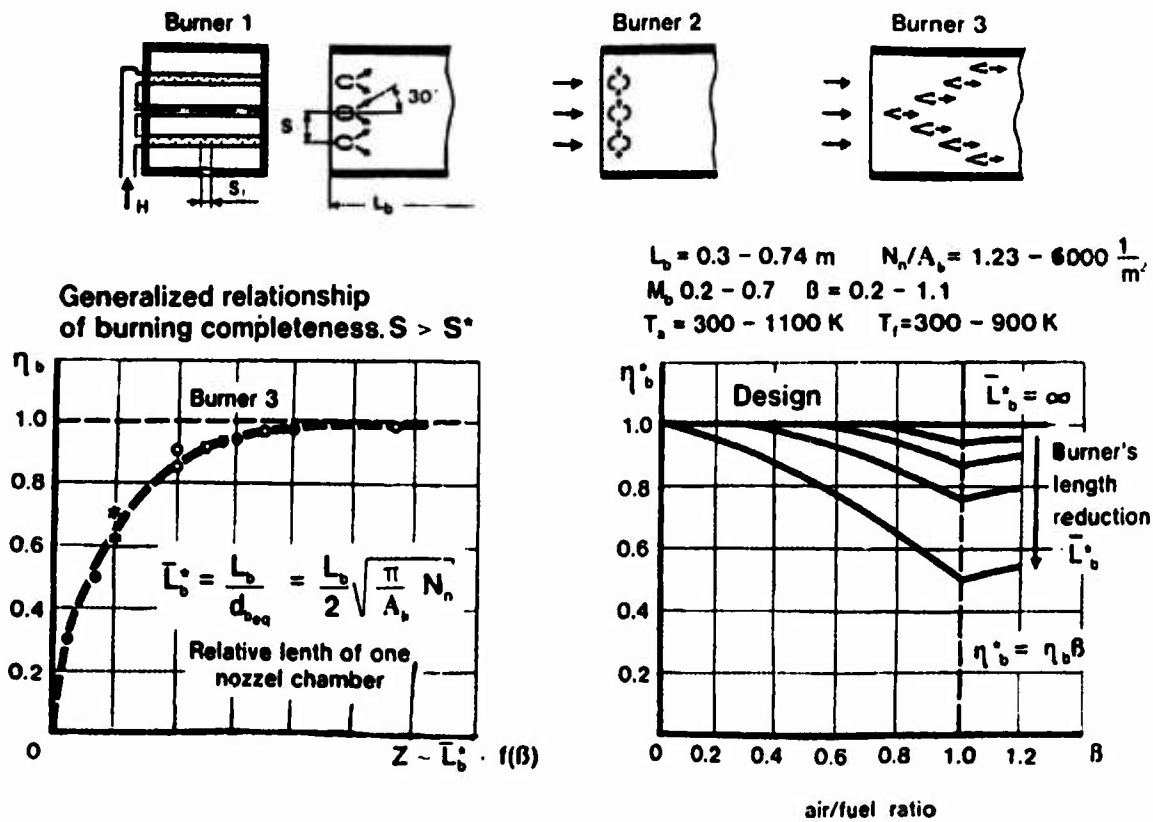 Burner 1
Burner 2
Burner 3
30°
S
S₁
H
L_b
L_b = 0.3 – 0.74 m N_n/A_b = 1.23 – 6000 1/m²
M_b 0.2 – 0.7 β = 0.2 – 1.1
T_a = 300 – 1100 K T_f = 300 – 900 K
Generalized relationship
of burning completeness. S > S*
η_b
1.0
0.8
0.6
0.4
0.2
0
Burner 3
L̄*_b = L_b / d_beq = L_b / 2 √(π / A_b N_n)
Relative lenth of one
nozzel chamber
Z ~ L̄*_b · f(β)
η*_b
1.0
0.8
0.6
0.4
0.2
Design
L̄*_b = ∞
Burner's
length
reduction
L̄*_b
η*_b = η_b β
0 0.2 0.4 0.6 0.8 1.0 1.2 β
air/fuel ratio